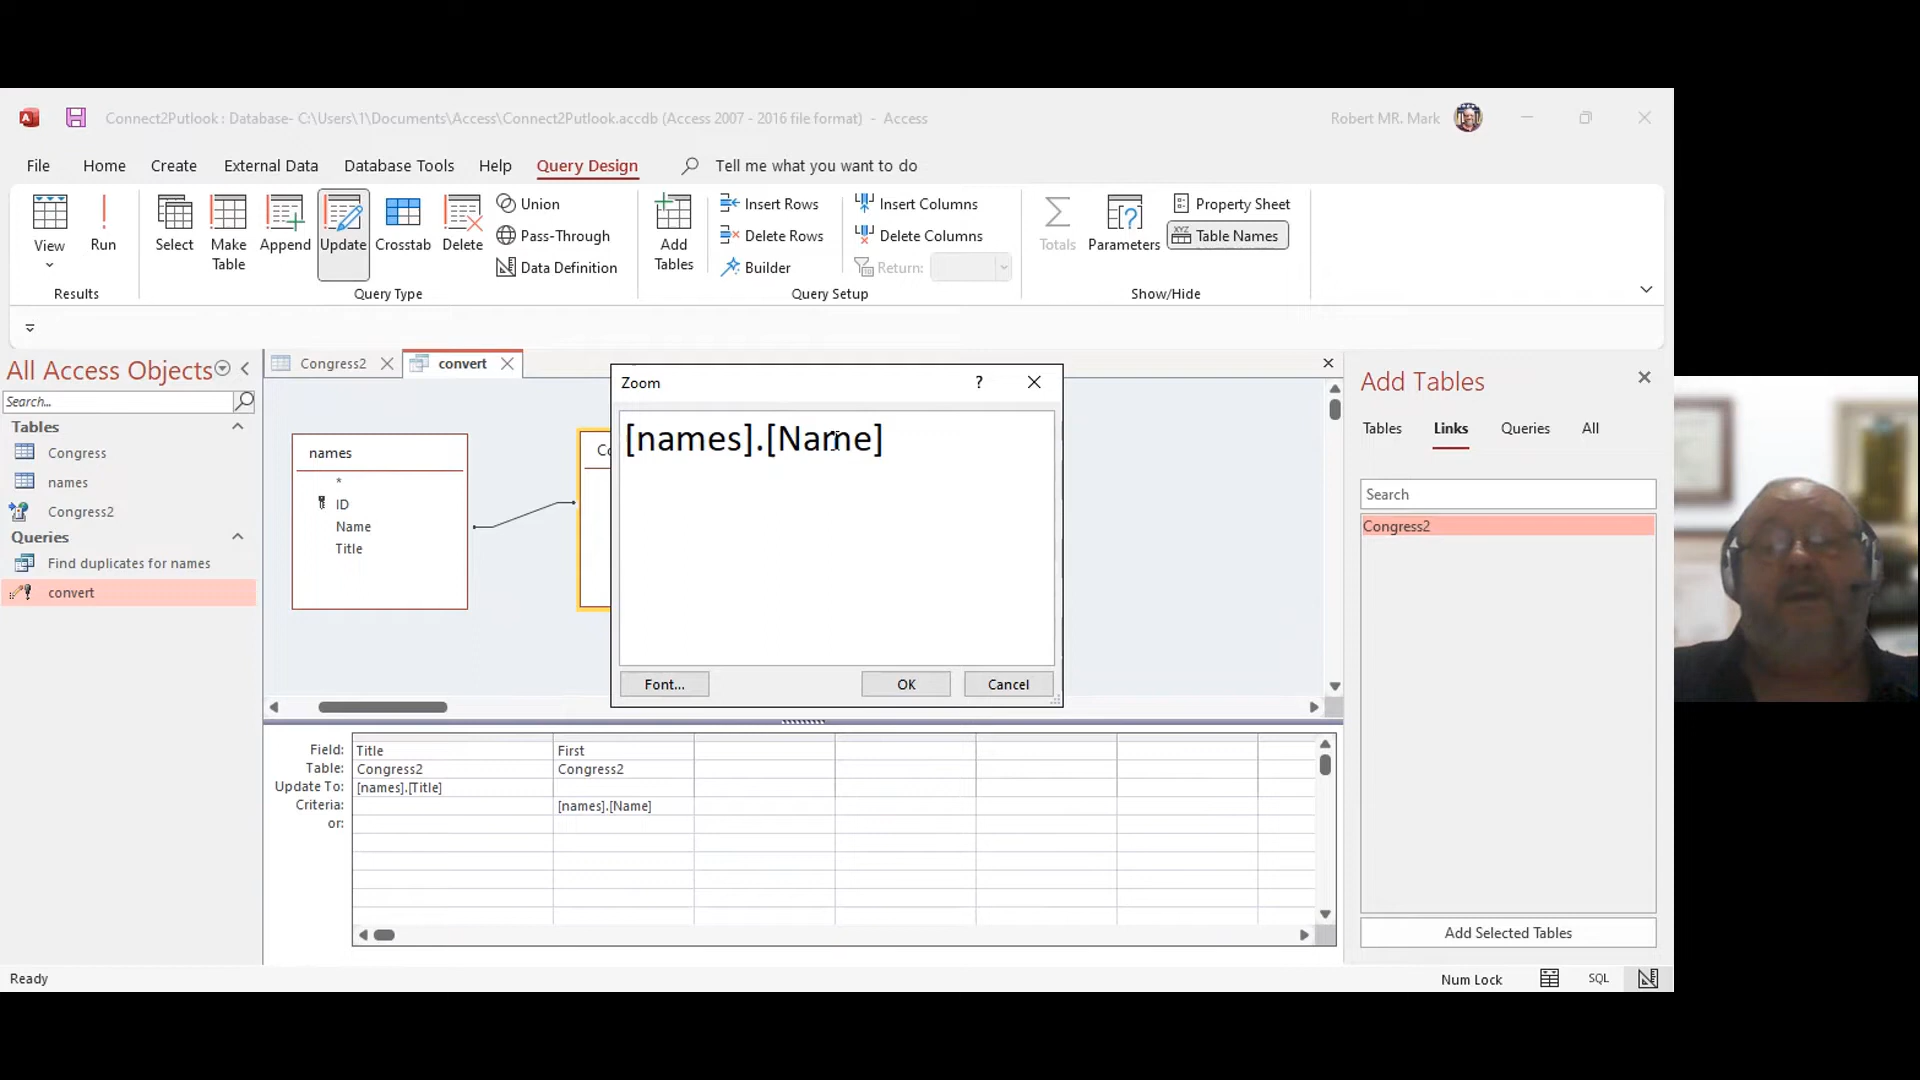 Connect2Putlook : Database- C:\Users\1\Documents\Access\Connect2Putlook.accdb (Access 2007 - 2016 file format) - Access
Robert MR. Mark
File Home Create External Data Database Tools Help Query Design Tell me what you want to do
View
Run
Results
Select
Make
Table
Append
Update
Crosstab
Delete
Union
Pass-Through
Data Definition
Query Type
Add
Tables
Insert Rows
Delete Rows
Builder
Insert Columns
Delete Columns
Return:
Query Setup
Totals
Parameters
Property Sheet
XYZ Table Names
Show/Hide
All Access Objects
Search...
Tables
Congress
names
Congress2
Queries
Find duplicates for names
convert
Congress2
convert
names
*
ID
Name
Title
Co
Zoom
?
[names].[Name]
Font...
OK
Cancel
Field: Title First
Table: Congress2 Congress2
Update To: [names].[Title]
Criteria: [names].[Name]
or:
Add Tables
Tables Links Queries All
Search
Congress2
Add Selected Tables
Ready
Num Lock
SQL